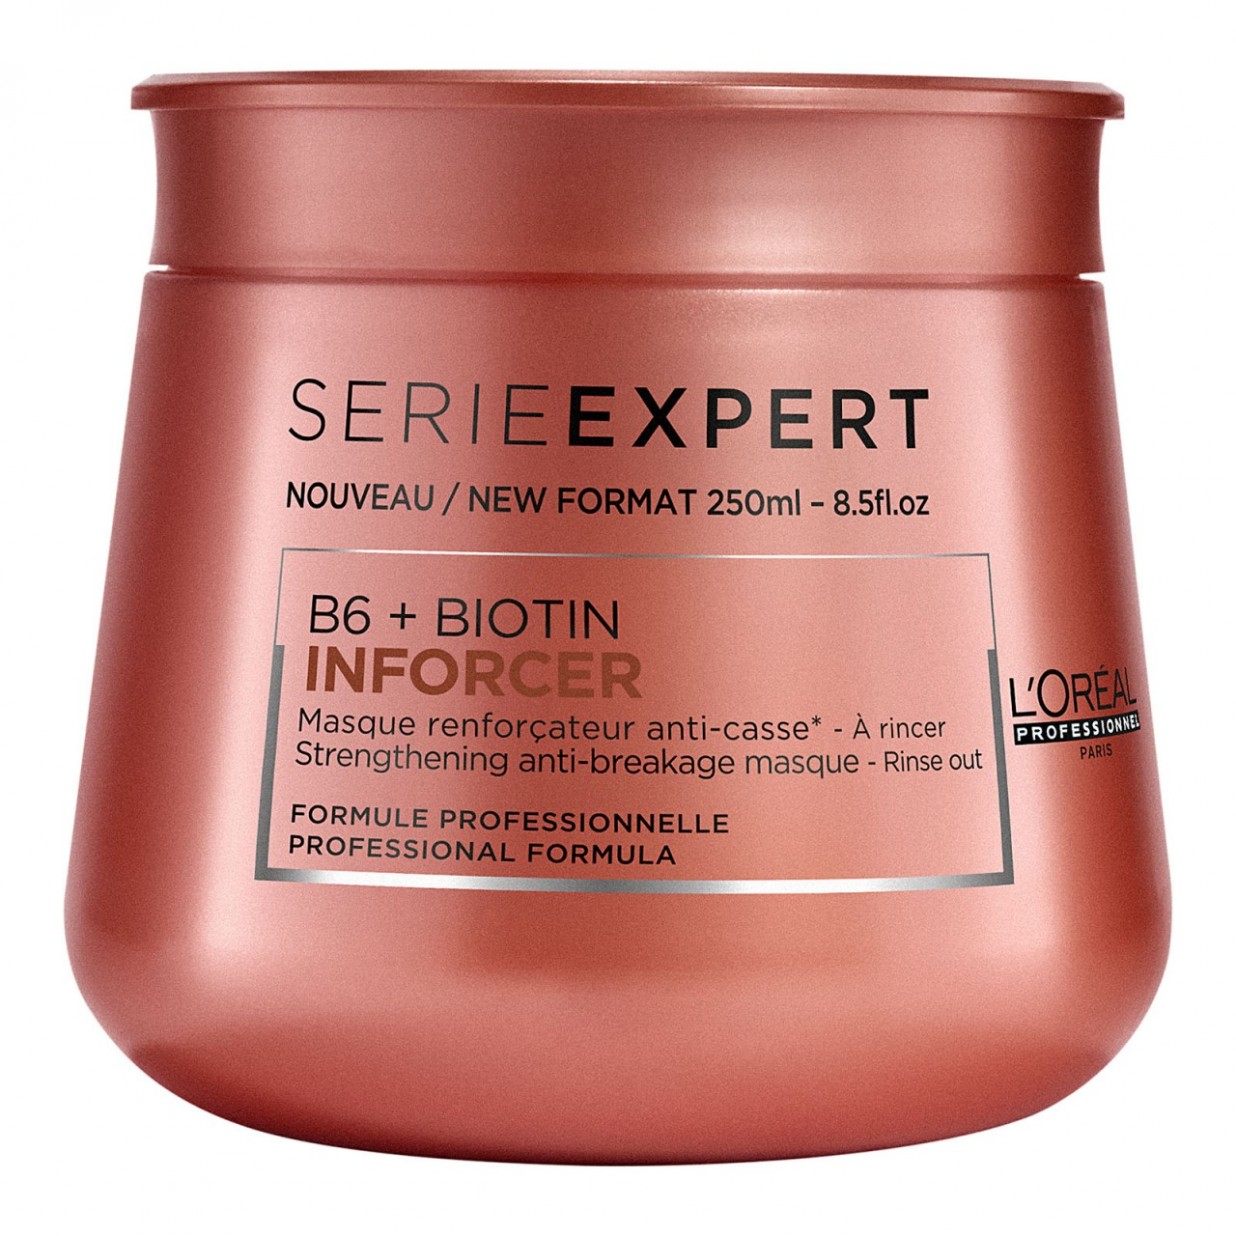 SERIEEXPERT
NOUVEAU / NEW FORMAT 250ml - 8.5fl.oz
B6 + BIOTIN
INFORCER
Masque renforçateur anti-casse* - À rincer
Strengthening anti-breakage masque - Rinse out
FORMULE PROFESSIONNELLE
PROFESSIONAL FORMULA
L'ORÉAL
PROFESSIONNEL
PARIS